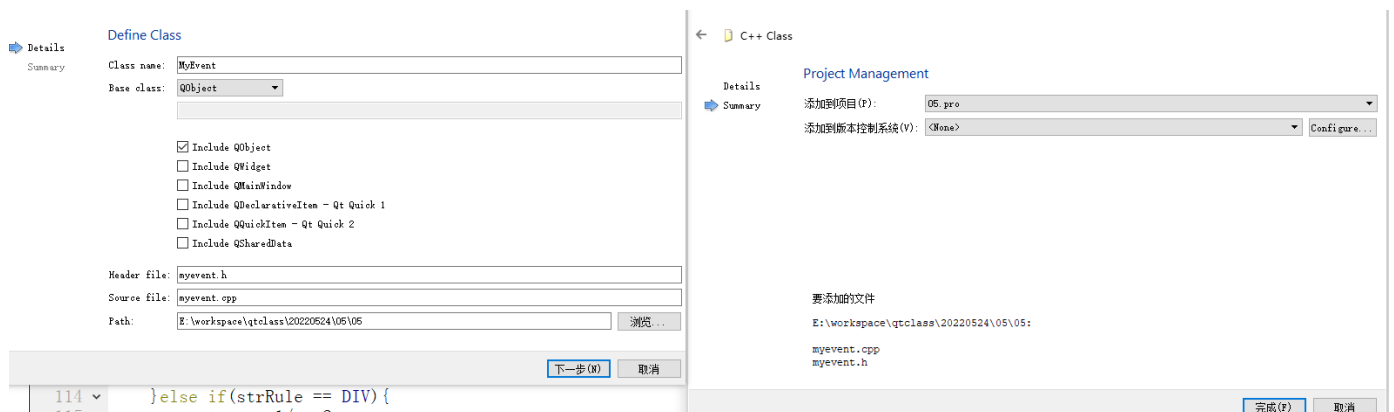 Define Class
Details
Summary
Class name: MyEvent
Base class: QObject
Include QObject
Include QWidget
Include QMainWindow
Include QDeclarativeItem - Qt Quick 1
Include QQuickItem - Qt Quick 2
Include QSharedData
Header file: myevent.h
Source file: myevent.cpp
Path: E:\workspace\qtclass\20220524\05\05 浏览...
下一步(N) 取消
114 }else if(strRule == DIV){
C++ Class
Project Management
Details
Summary
添加到项目(P): 05.pro
添加到版本控制系统(V): <None> Configure...
要添加的文件
E:\workspace\qtclass\20220524\05\05:
myevent.cpp
myevent.h
完成(F) 取消